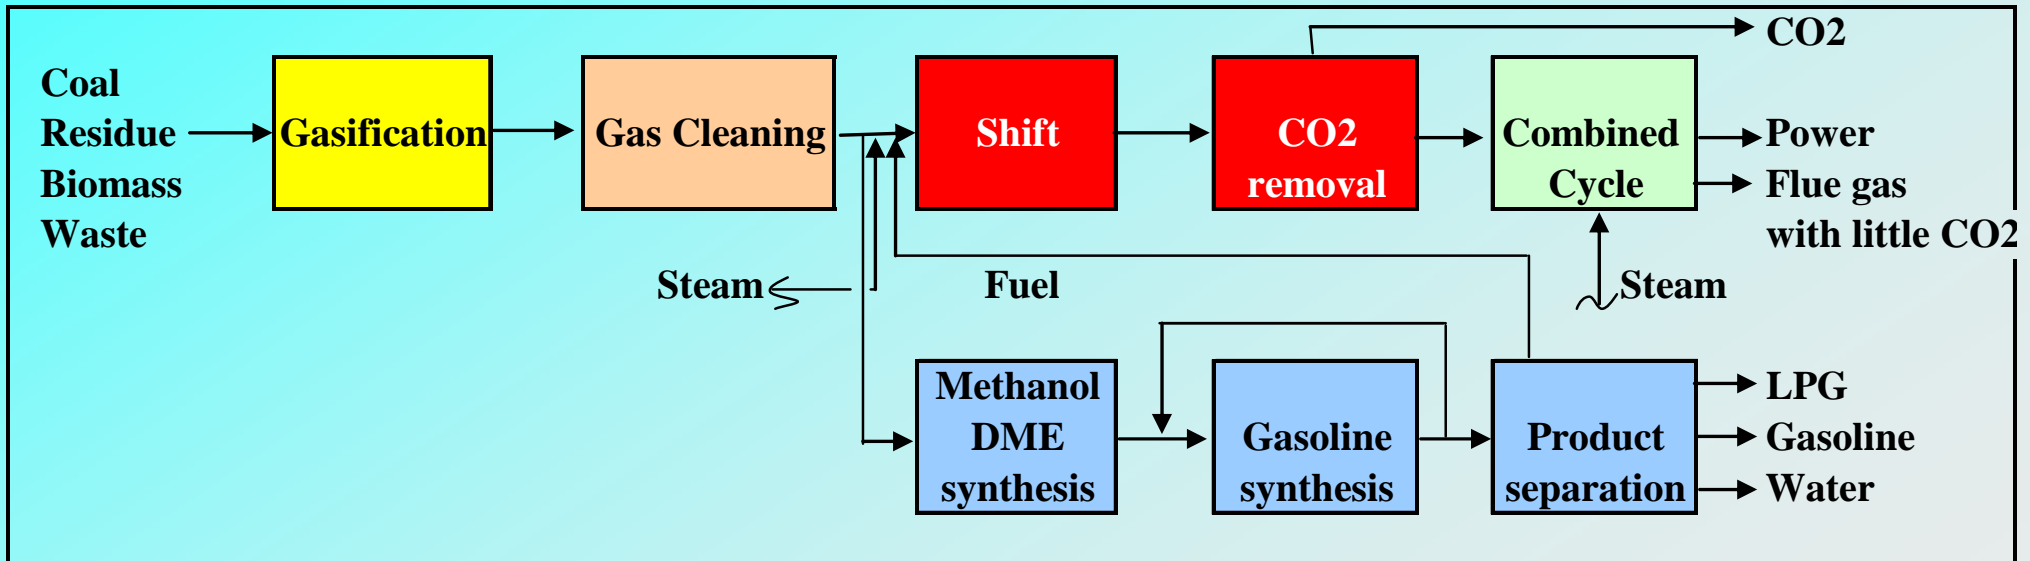 CO2
Coal
Residue
Biomass
Waste
Gasification
Gas Cleaning
Shift
CO2
removal
Combined
Cycle
Power
Flue gas
with little CO2
Steam
Fuel
Steam
Methanol
DME
synthesis
Gasoline
synthesis
Product
separation
LPG
Gasoline
Water